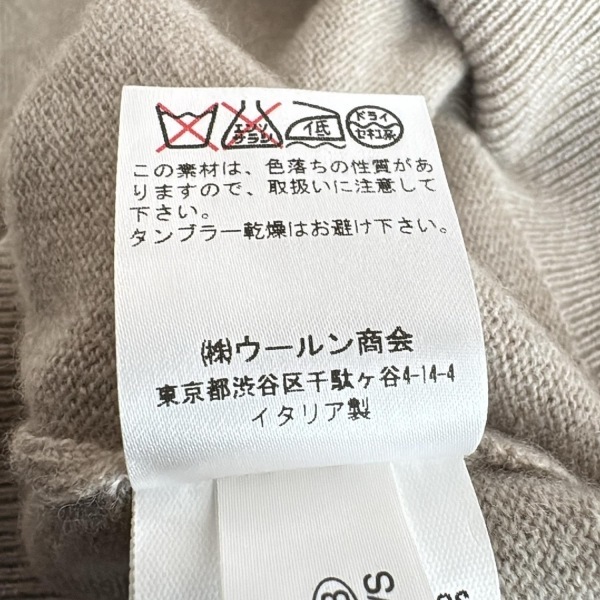 エンソ
サラシ
低
ドライ
セキユ系
この素材は、色落ちの性質があ
りますので、取扱いに注意して
下さい。
タンブラー乾燥はお避け下さい。
㈱ウールン商会
東京都渋谷区千駄ヶ谷4-14-4
イタリア製